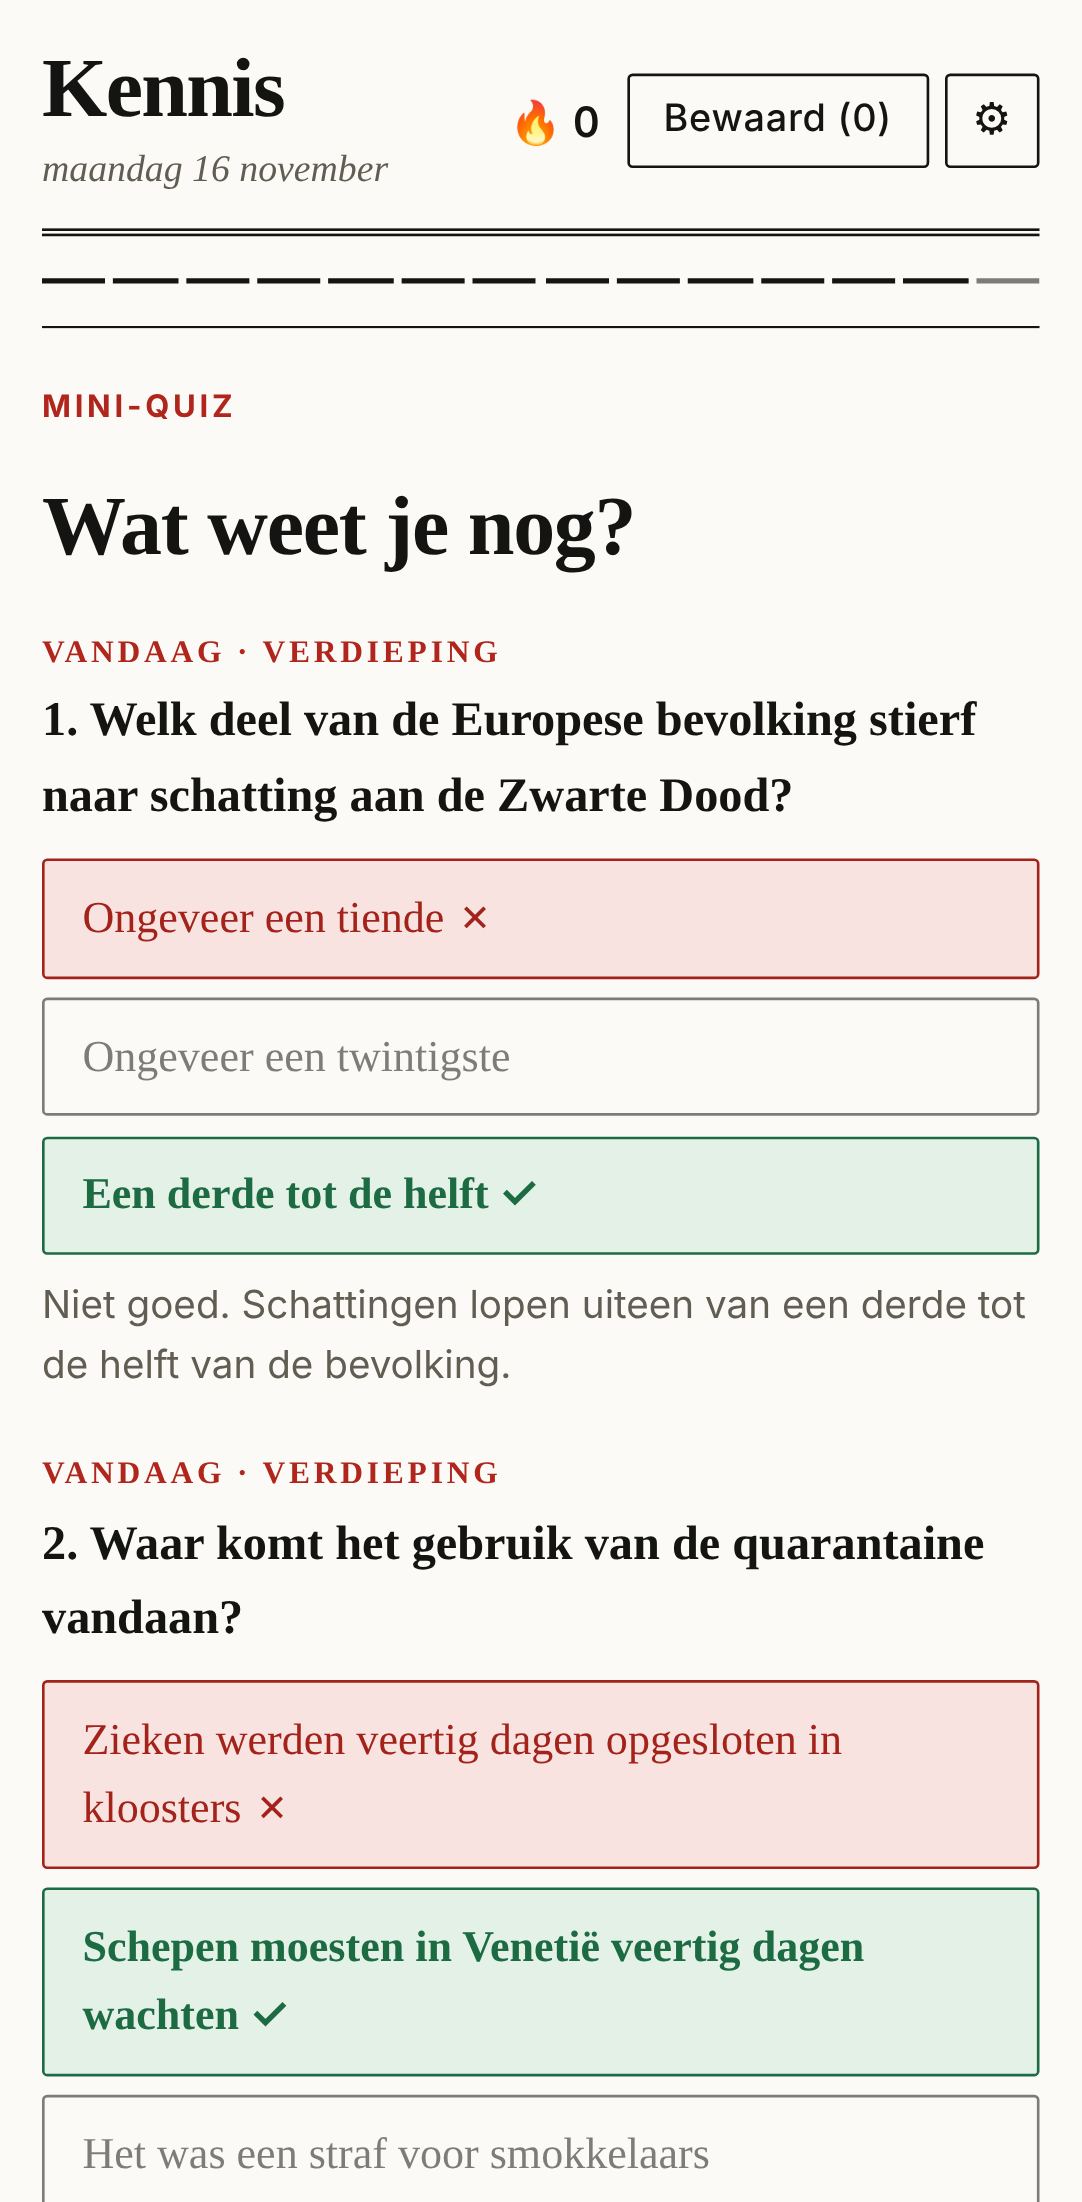 Kennis
maandag 16 november
🔥 0
Bewaard (0)
⚙
MINI-QUIZ
Wat weet je nog?
VANDAAG · VERDIEPING
1. Welk deel van de Europese bevolking stierf
naar schatting aan de Zwarte Dood?
Ongeveer een tiende ✕
Ongeveer een twintigste
Een derde tot de helft ✓
Niet goed. Schattingen lopen uiteen van een derde tot
de helft van de bevolking.
VANDAAG · VERDIEPING
2. Waar komt het gebruik van de quarantaine
vandaan?
Zieken werden veertig dagen opgesloten in
kloosters ✕
Schepen moesten in Venetië veertig dagen
wachten ✓
Het was een straf voor smokkelaars